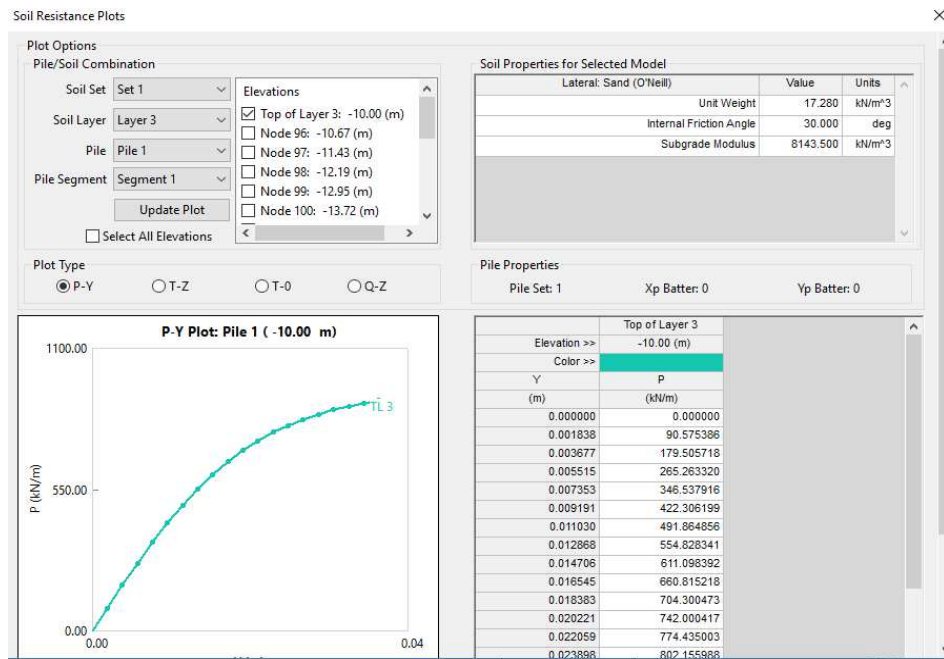 Soil Resistance Plots
Plot Options
Pile/Soil Combination
Soil Set Set 1
Soil Layer Layer 3
Pile Pile 1
Pile Segment Segment 1
Update Plot
Select All Elevations
Elevations
Top of Layer 3: -10.00 (m)
Node 96: -10.67 (m)
Node 97: -11.43 (m)
Node 98: -12.19 (m)
Node 99: -12.95 (m)
Node 100: -13.72 (m)
Soil Properties for Selected Model
Lateral: Sand (O'Neill) Value Units
Unit Weight 17.280 kN/m^3
Internal Friction Angle 30.000 deg
Subgrade Modulus 8143.500 kN/m^3
Plot Type
P-Y T-Z T-θ Q-Z
Pile Properties
Pile Set: 1 Xp Batter: 0 Yp Batter: 0
P-Y Plot: Pile 1 ( -10.00 m)
1100.00
550.00
0.00
P (kN/m)
TL 3
0.00 0.04
Top of Layer 3
Elevation >> -10.00 (m)
Color >>
Y P
(m) (kN/m)
0.000000 0.000000
0.001838 90.575386
0.003677 179.505718
0.005515 265.263320
0.007353 346.537916
0.009191 422.306199
0.011030 491.864856
0.012868 554.828341
0.014706 611.098392
0.016545 660.815218
0.018383 704.300473
0.020221 742.000417
0.022059 774.435003
0.023898 802.155988